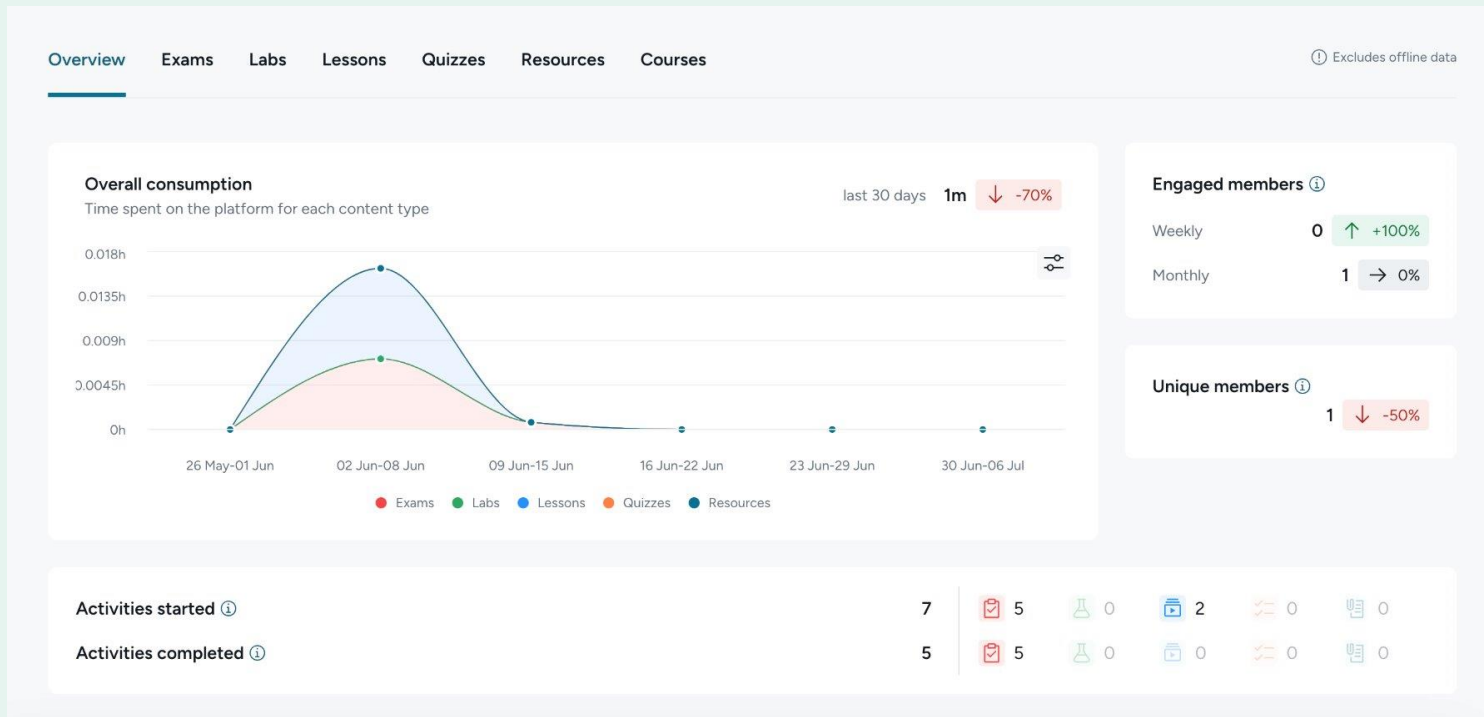 Overview Exams Labs Lessons Quizzes Resources Courses Excludes offline data
Overall consumption
Time spent on the platform for each content type
last 30 days 1m -70%
0.018h
0.0135h
0.009h
0.0045h
0h
26 May-01 Jun 02 Jun-08 Jun 09 Jun-15 Jun 16 Jun-22 Jun 23 Jun-29 Jun 30 Jun-06 Jul
Exams Labs Lessons Quizzes Resources
Engaged members
Weekly 0 +100%
Monthly 1 0%
Unique members
1 -50%
Activities started 7 5 0 2 0 0
Activities completed 5 5 0 0 0 0